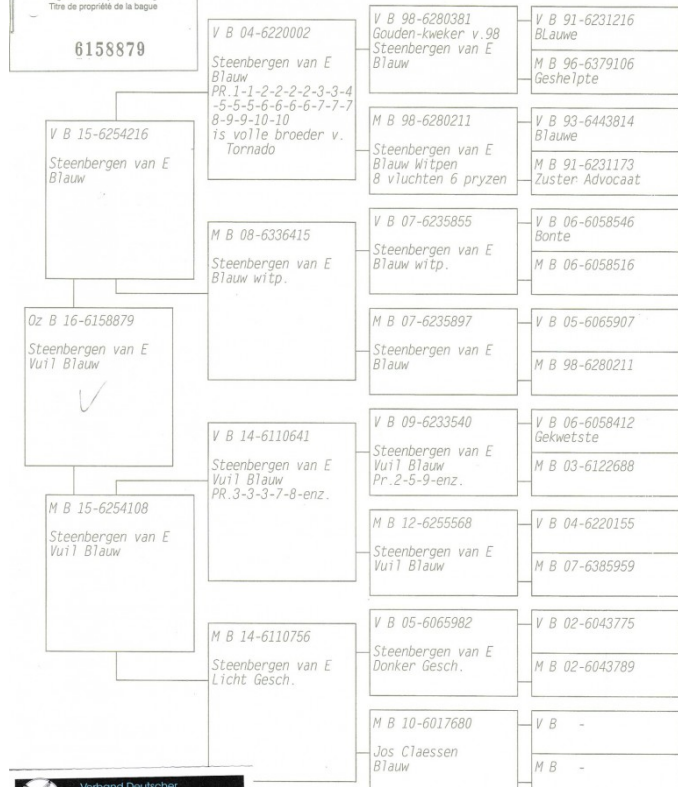 Titre de propriété de la bague
6158879
Oz B 16-6158879
Steenbergen van E
Vuil Blauw
V B 15-6254216
Steenbergen van E
Blauw
M B 15-6254108
Steenbergen van E
Vuil Blauw
V B 04-6220002
Steenbergen van E
Blauw
PR.1-1-2-2-2-2-3-3-4
-5-5-5-6-6-6-6-7-7-7
8-9-9-10-10
is volle broeder v.
Tornado
M B 08-6336415
Steenbergen van E
Blauw witp.
V B 14-6110641
Steenbergen van E
Vuil Blauw
PR.3-3-3-7-8-enz.
M B 14-6110756
Steenbergen van E
Licht Gesch.
V B 98-6280381
Gouden-kweker v.98
Steenbergen van E
Blauw
M B 98-6280211
Steenbergen van E
Blauw Witpen
8 vluchten 6 pryzen
V B 07-6235855
Steenbergen van E
Blauw witp.
M B 07-6235897
Steenbergen van E
Blauw
V B 09-6233540
Steenbergen van E
Vuil Blauw
Pr.2-5-9-enz.
M B 12-6255568
Steenbergen van E
Vuil Blauw
V B 05-6065982
Steenbergen van E
Donker Gesch.
M B 10-6017680
Jos Claessen
Blauw
V B 91-6231216
BLauwe
M B 96-6379106
Geshelpte
V B 93-6443814
Blauwe
M B 91-6231173
Zuster Advocaat
V B 06-6058546
Bonte
M B 06-6058516
V B 05-6065907
M B 98-6280211
V B 06-6058412
Gekwetste
M B 03-6122688
V B 04-6220155
M B 07-6385959
V B 02-6043775
M B 02-6043789
V B -
M B -
Verband Deutscher